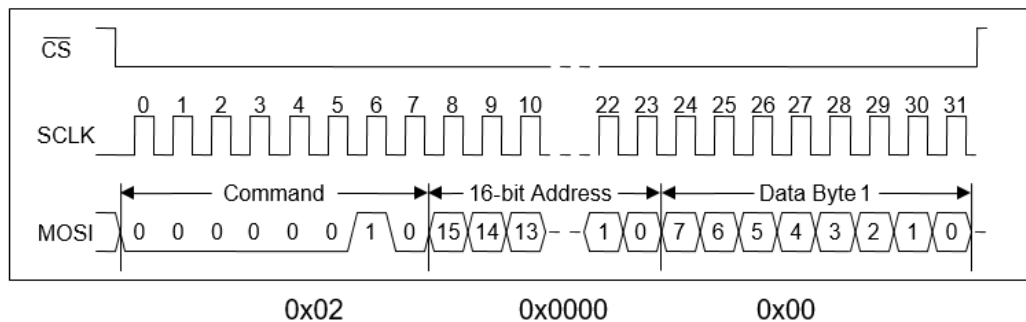 CS
0 1 2 3 4 5 6 7 8 9 10 22 23 24 25 26 27 28 29 30 31
SCLK
Command 16-bit Address Data Byte 1
MOSI 0 0 0 0 0 0 1 0 15 14 13 1 0 7 6 5 4 3 2 1 0
0x02 0x0000 0x00